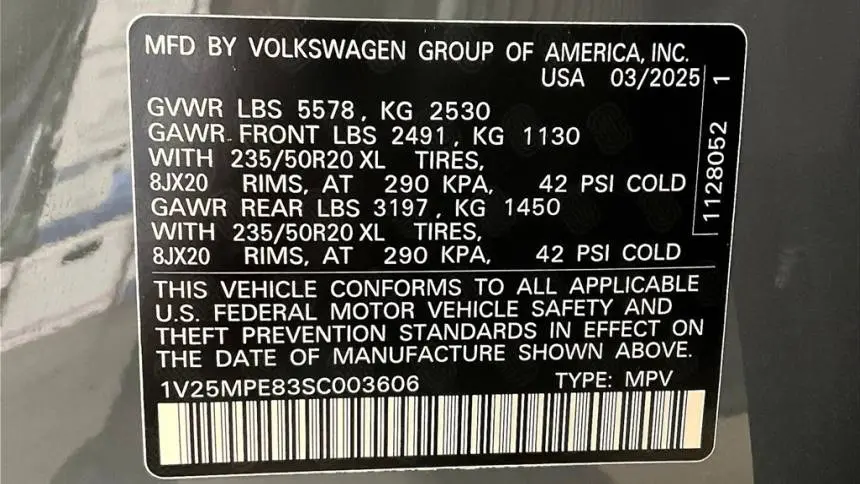 MFD BY VOLKSWAGEN GROUP OF AMERICA, INC.
USA 03/2025
GVWR LBS 5578, KG 2530
GAWR FRONT LBS 2491, KG 1130
WITH 235/50R20 XL TIRES,
8JX20 RIMS, AT 290 KPA, 42 PSI COLD
GAWR REAR LBS 3197, KG 1450
WITH 235/50R20 XL TIRES,
8JX20 RIMS, AT 290 KPA, 42 PSI COLD
1128052 1
THIS VEHICLE CONFORMS TO ALL APPLICABLE
U.S. FEDERAL MOTOR VEHICLE SAFETY AND
THEFT PREVENTION STANDARDS IN EFFECT ON
THE DATE OF MANUFACTURE SHOWN ABOVE.
1V25MPE83SC003606 TYPE: MPV